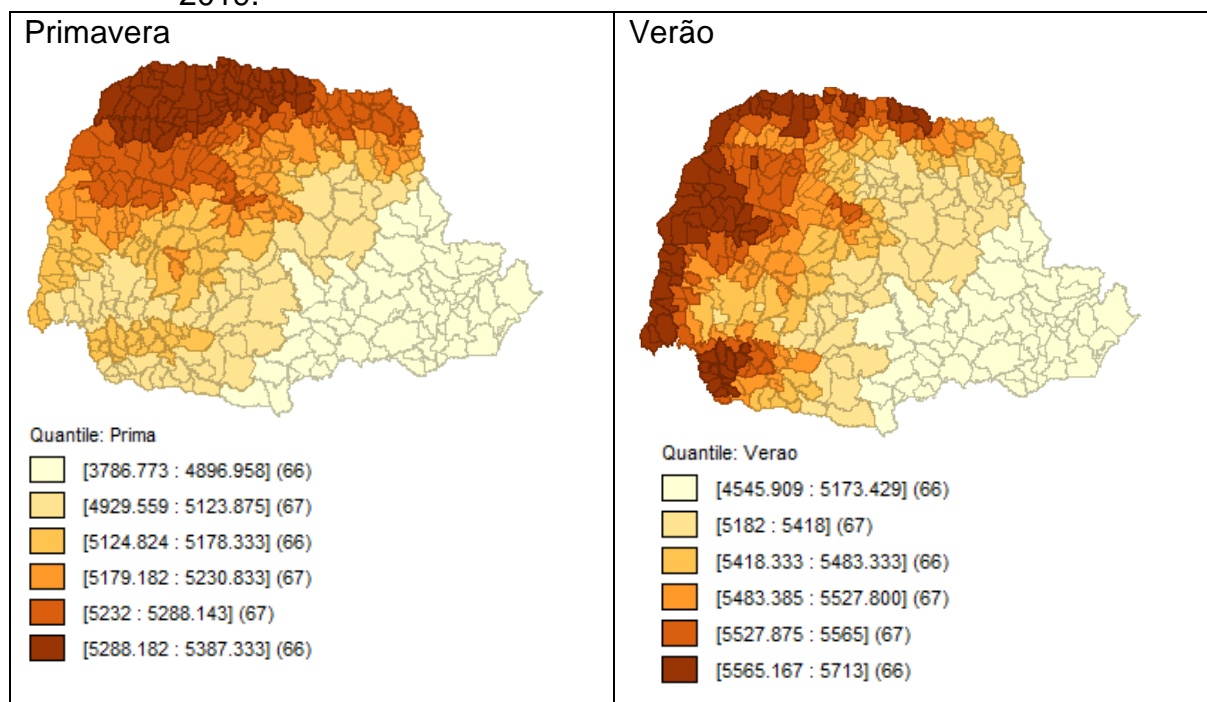 2016.
Primavera
Quantile: Prima
[3786.773 : 4896.958] (66)
[4929.559 : 5123.875] (67)
[5124.824 : 5178.333] (66)
[5179.182 : 5230.833] (67)
[5232 : 5288.143] (67)
[5288.182 : 5387.333] (66)
Verão
Quantile: Verao
[4545.909 : 5173.429] (66)
[5182 : 5418] (67)
[5418.333 : 5483.333] (66)
[5483.385 : 5527.800] (67)
[5527.875 : 5565] (67)
[5565.167 : 5713] (66)